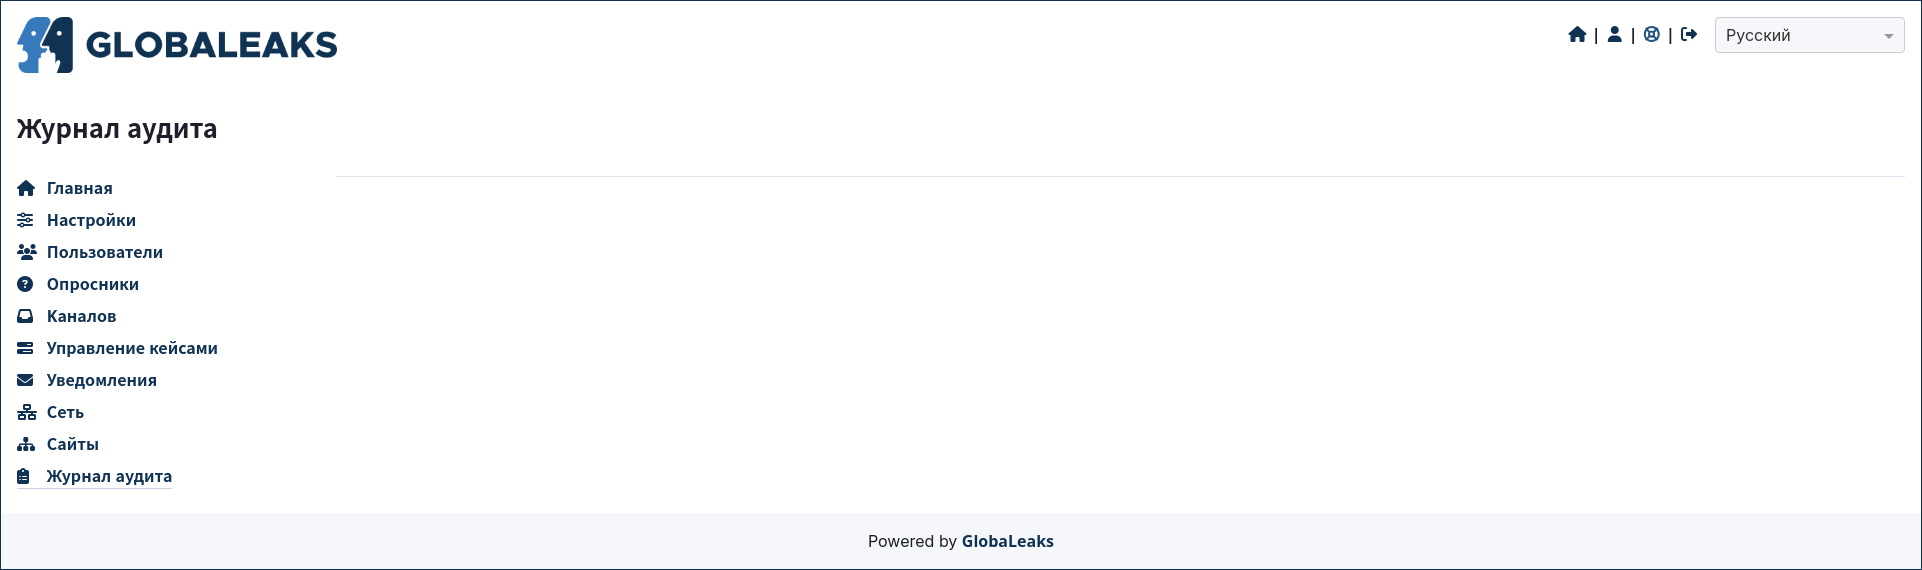 GLOBALEAKS
| | | Русский
Журнал аудита
Главная
Настройки
Пользователи
Опросники
Каналов
Управление кейсами
Уведомления
Сеть
Сайты
Журнал аудита
Powered by GlobaLeaks